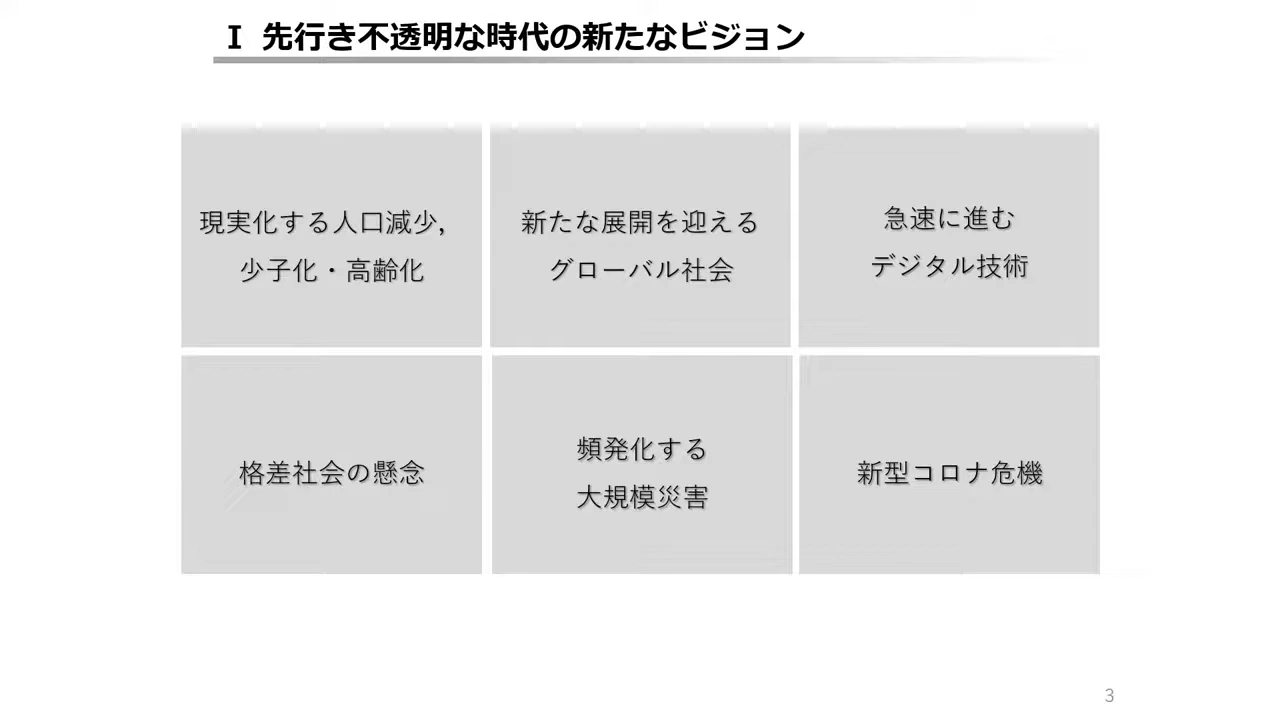 Ⅰ 先行き不透明な時代の新たなビジョン
現実化する人口減少，
少子化・高齢化
新たな展開を迎える
グローバル社会
急速に進む
デジタル技術
格差社会の懸念
頻発化する
大規模災害
新型コロナ危機
3